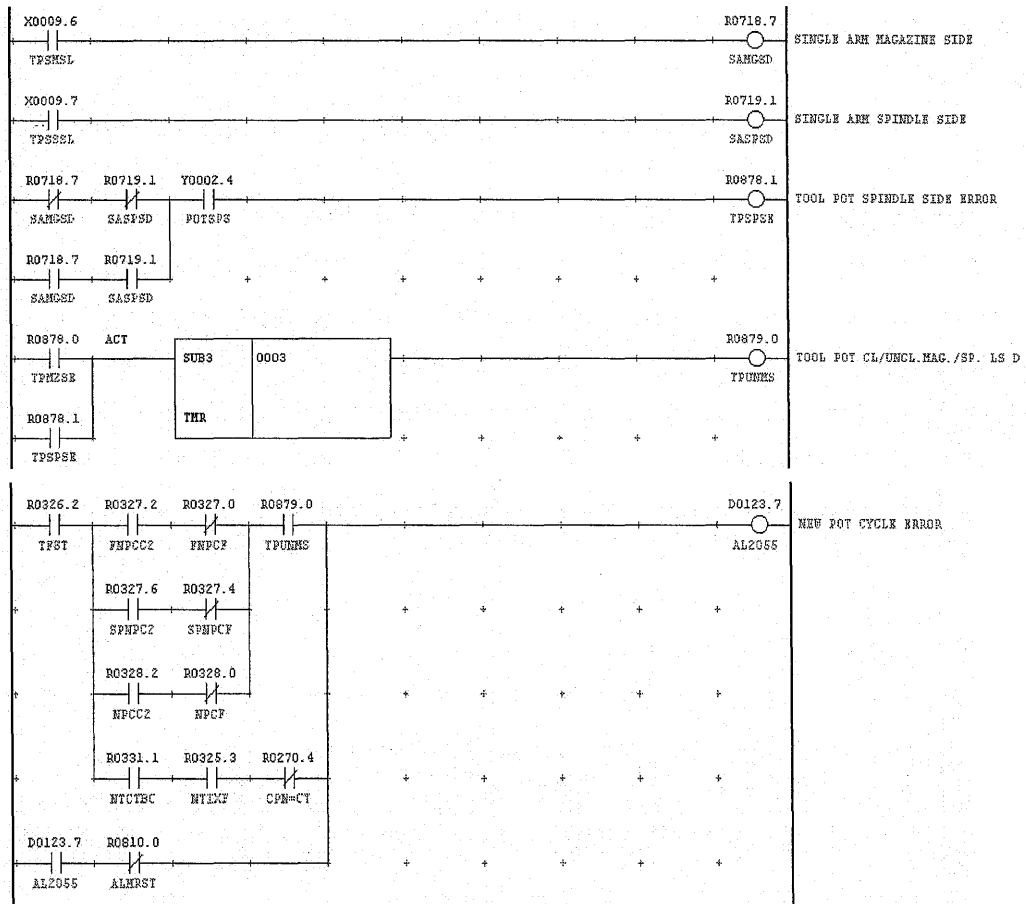 X0009.6 R0718.7
SINGLE ARM MAGAZINE SIDE
TPSMSL SAMGSD
X0009.7 R0719.1
SINGLE ARM SPINDLE SIDE
TPSSSL SASPSD
R0718.7 R0719.1 Y0002.4 R0878.1
TOOL POT SPINDLE SIDE ERROR
SAMGSD SASPSD POTSPS TPSPSE
R0718.7 R0719.1
SAMGSD SASPSD
R0878.0 ACT R0879.0
SUB3 0003 TOOL POT CL/UNCL.MAG./SP. LS D
TPMZSE TPUNMS
R0878.1 TMR
TPSPSE
R0326.2 R0327.2 R0327.0 R0879.0 D0123.7
NEW POT CYCLE ERROR
TFST FNPCC2 FNPCF TPUNMS AL2055
R0327.6 R0327.4
SPNPC2 SPNPCF
R0328.2 R0328.0
NPCC2 NPCF
R0331.1 R0325.3 R0270.4
NTCTBC NTIXF CPN=CT
D0123.7 R0810.0
AL2055 ALMRST